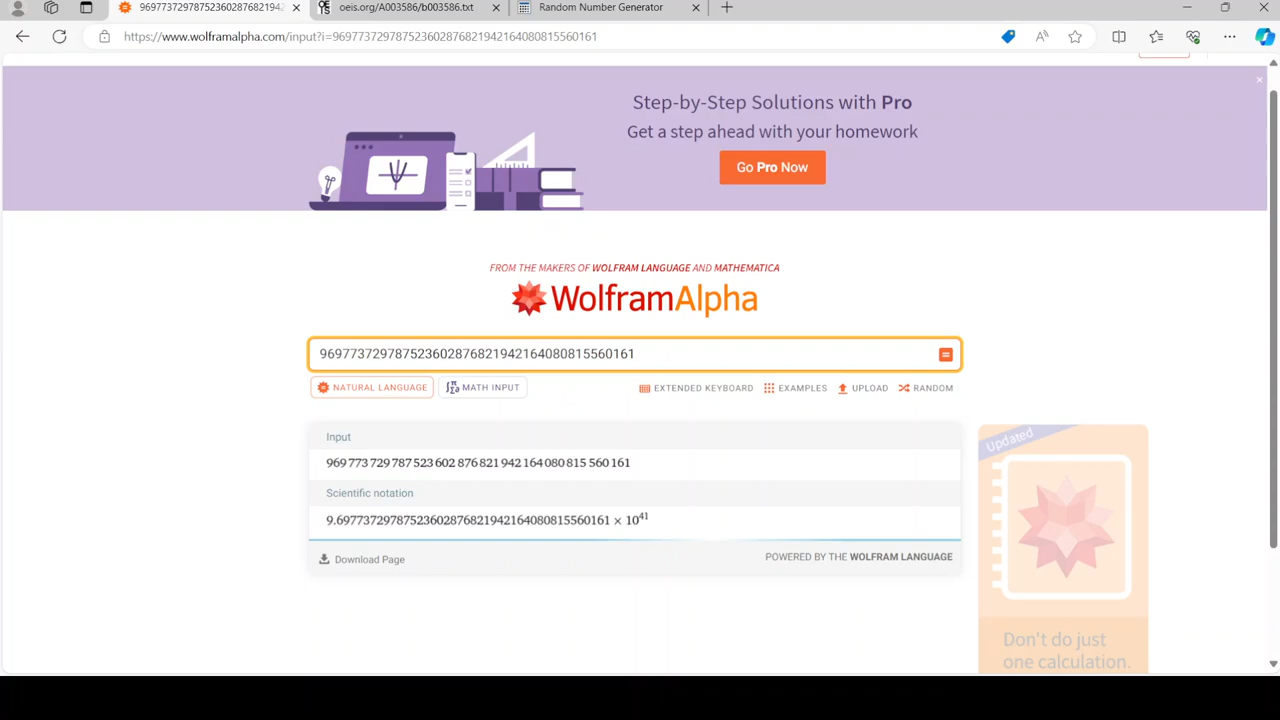 96977372978752360287682194216408081556​
oeis.org/A003586/b003586.txt
Random Number Generator
https://www.wolframalpha.com/input?i=969773729787523602876821942164080815560161
Step-by-Step Solutions with Pro
Get a step ahead with your homework
Go Pro Now
FROM THE MAKERS OF WOLFRAM LANGUAGE AND MATHEMATICA
WolframAlpha
969773729787523602876821942164080815560161
NATURAL LANGUAGE
MATH INPUT
EXTENDED KEYBOARD
EXAMPLES
UPLOAD
RANDOM
Input
969 773 729 787 523 602 876 821 942 164 080 815 560 161
Scientific notation
9.69773729787523602876821942164080815560161 × 10^41
Download Page
POWERED BY THE WOLFRAM LANGUAGE
Updated
Don't do just
one calculation.